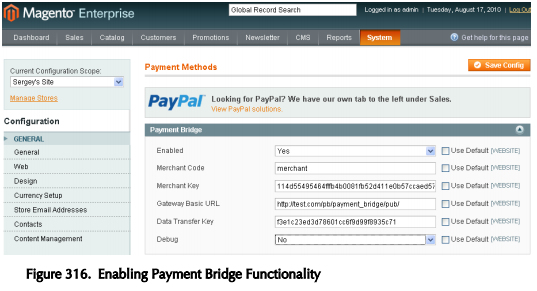 Magento Enterprise
Global Record Search
Logged in as admin | Tuesday, August 17, 2010 | Log Out
Dashboard Sales Catalog Customers Promotions Newsletter CMS Reports System Get help for this page
Current Configuration Scope:
Sergey's Site
Manage Stores
Configuration
GENERAL
General
Web
Design
Currency Setup
Store Email Addresses
Contacts
Content Management
Payment Methods
Save Config
PayPal Looking for PayPal? We have our own tab to the left under Sales.
View PayPal solutions.
Payment Bridge
Enabled Yes Use Default [WEBSITE]
Merchant Code merchant Use Default [WEBSITE]
Merchant Key Use Default [WEBSITE]
Gateway Basic URL http://test.com/pb/payment_bridge/pub/ Use Default [WEBSITE]
Data Transfer Key Use Default [WEBSITE]
Debug No Use Default [WEBSITE]
Figure 316. Enabling Payment Bridge Functionality